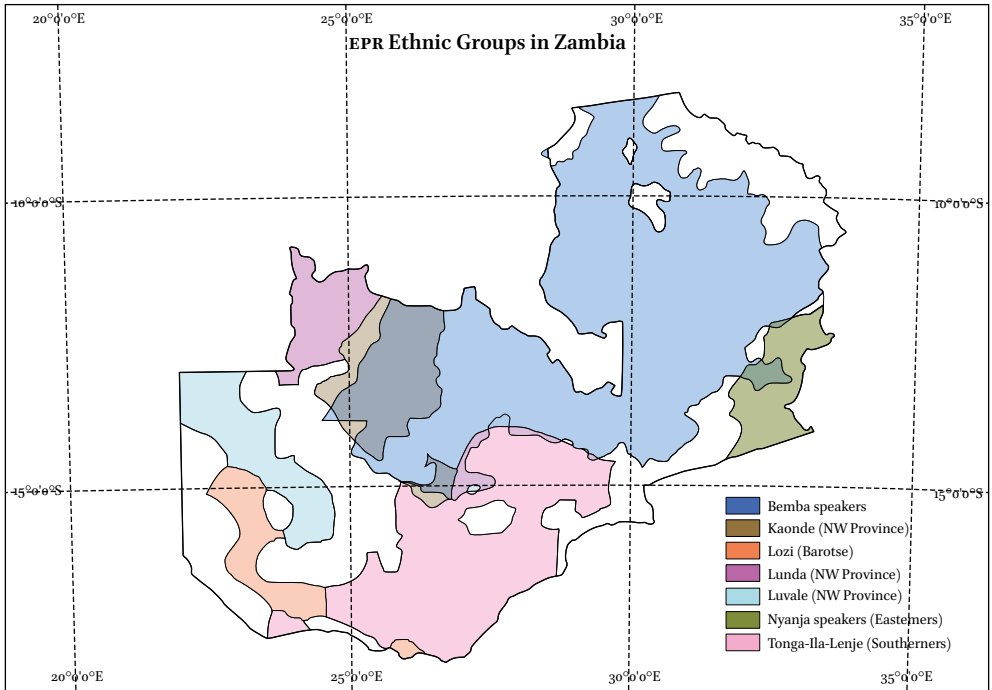 20°0'0"E 25°0'0"E 30°0'0"E 35°0'0"E
EPR Ethnic Groups in Zambia
10°0'0"S 10°0'0"S
15°0'0"S 15°0'0"S
Bemba speakers
Kaonde (NW Province)
Lozi (Barotse)
Lunda (NW Province)
Luvale (NW Province)
Nyanja speakers (Easterners)
Tonga-Ila-Lenje (Southerners)
20°0'0"E 25°0'0"E 30°0'0"E 35°0'0"E